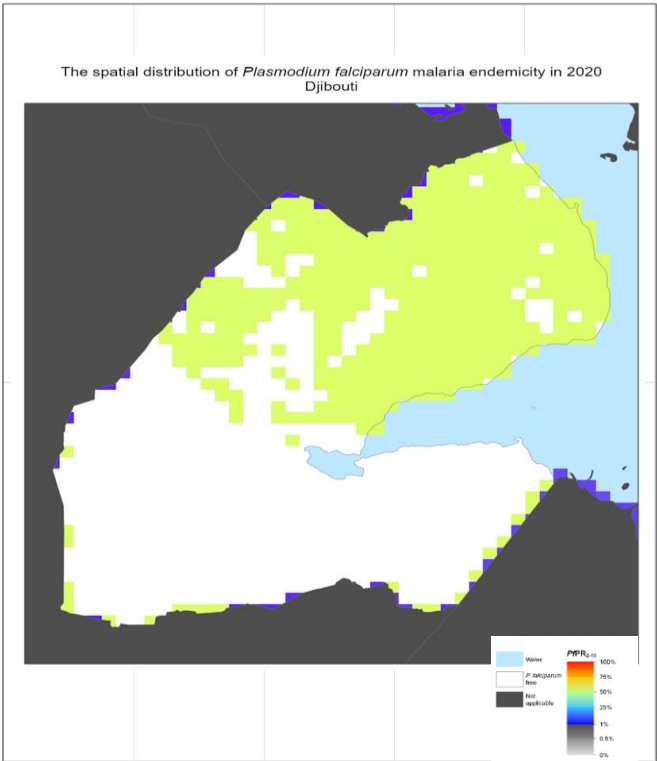 The spatial distribution of Plasmodium falciparum malaria endemicity in 2020
Djibouti
Water
P. falciparum
free
Not
applicable
PfPR2-10
100%
75%
50%
25%
1%
0.5%
0%